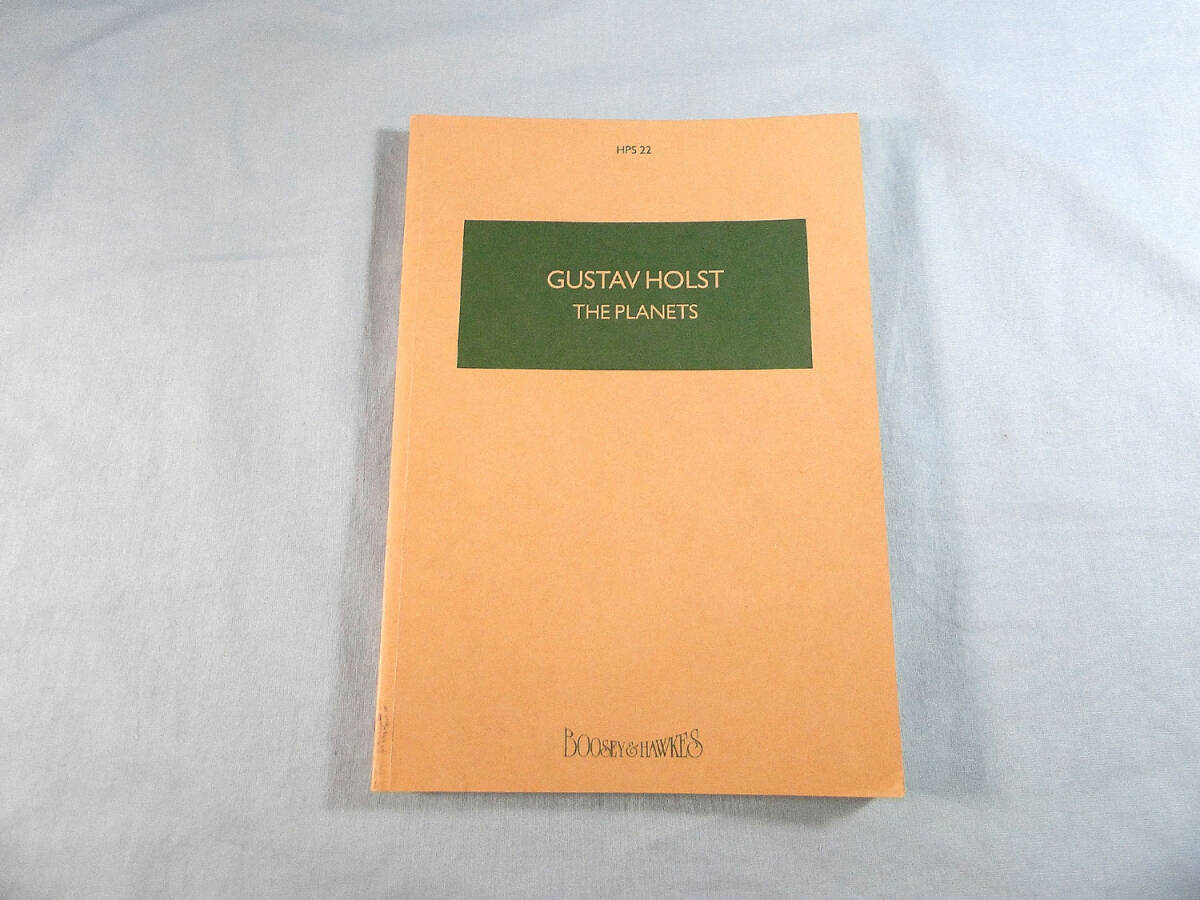 HPS 22
GUSTAV HOLST
THE PLANETS
BOOSEY & HAWKES